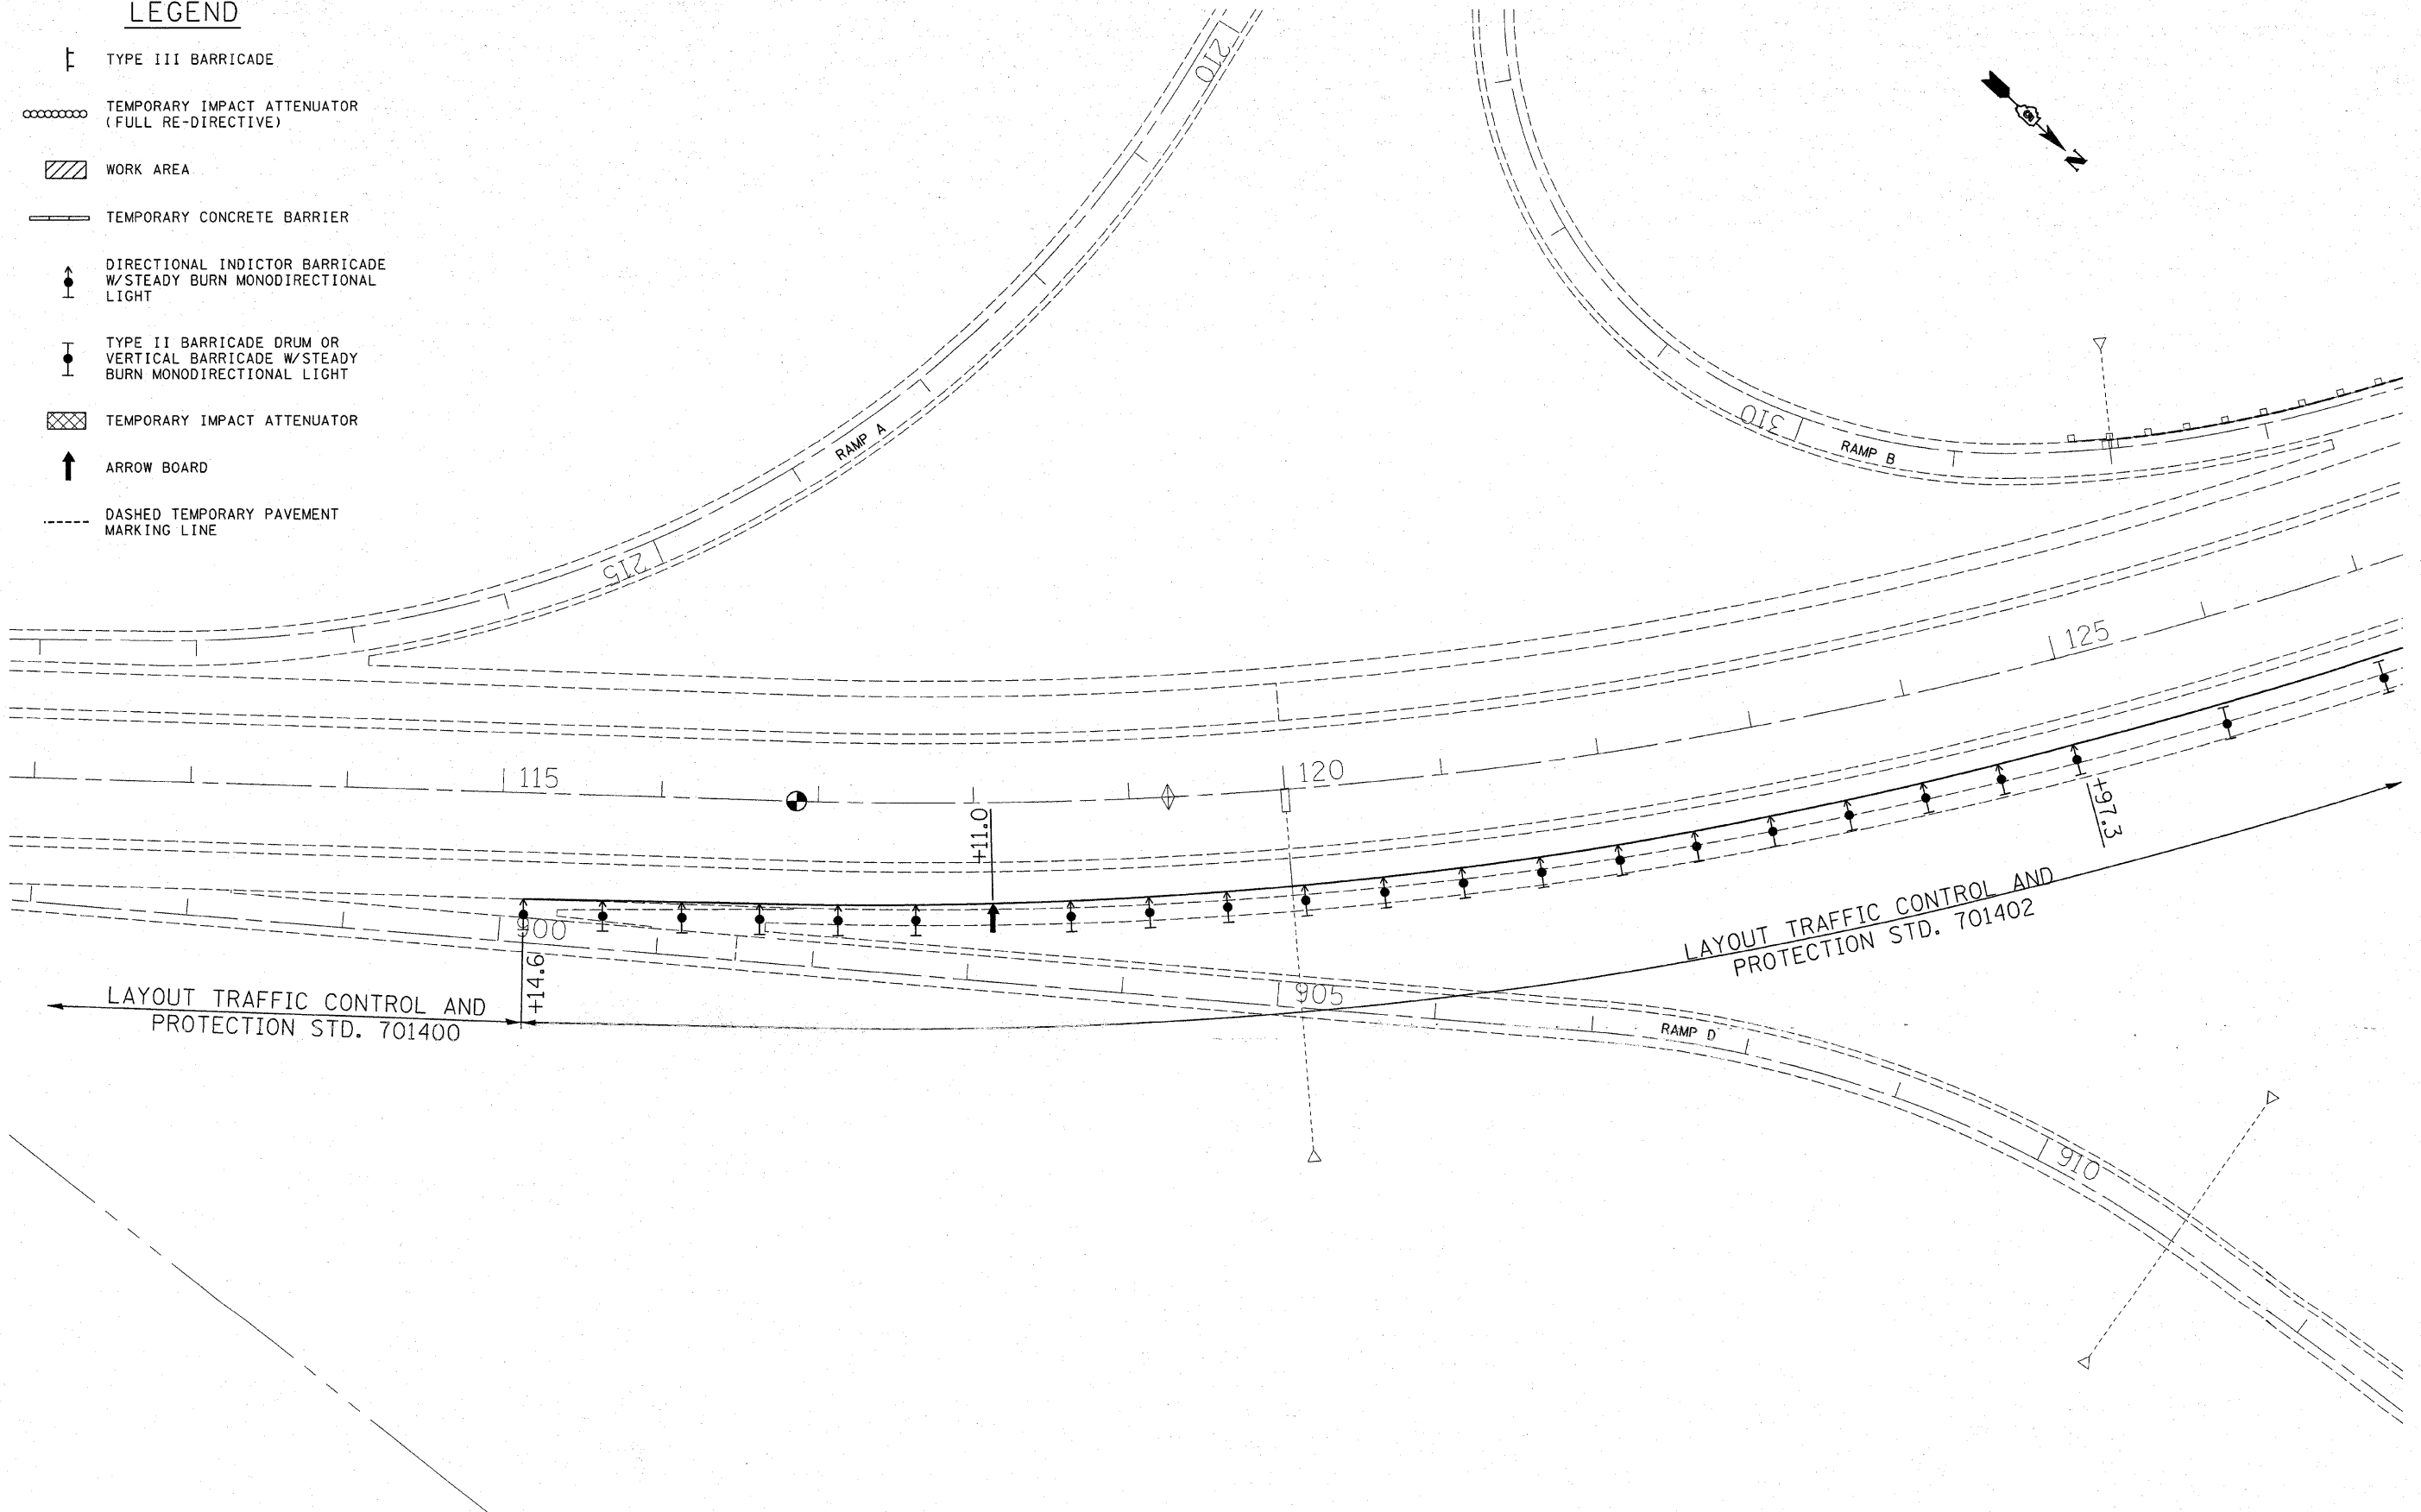 LEGEND
TYPE III BARRICADE
TEMPORARY IMPACT ATTENUATOR
(FULL RE-DIRECTIVE)
WORK AREA
TEMPORARY CONCRETE BARRIER
DIRECTIONAL INDICTOR BARRICADE
W/STEADY BURN MONODIRECTIONAL
LIGHT
TYPE II BARRICADE DRUM OR
VERTICAL BARRICADE W/STEADY
BURN MONODIRECTIONAL LIGHT
TEMPORARY IMPACT ATTENUATOR
ARROW BOARD
DASHED TEMPORARY PAVEMENT
MARKING LINE
210
N
RAMP A
310
RAMP B
215
125
115
120
+11.0
+97.3
900
+14.6
905
LAYOUT TRAFFIC CONTROL AND
PROTECTION STD. 701400
LAYOUT TRAFFIC CONTROL AND
PROTECTION STD. 701402
RAMP D
910